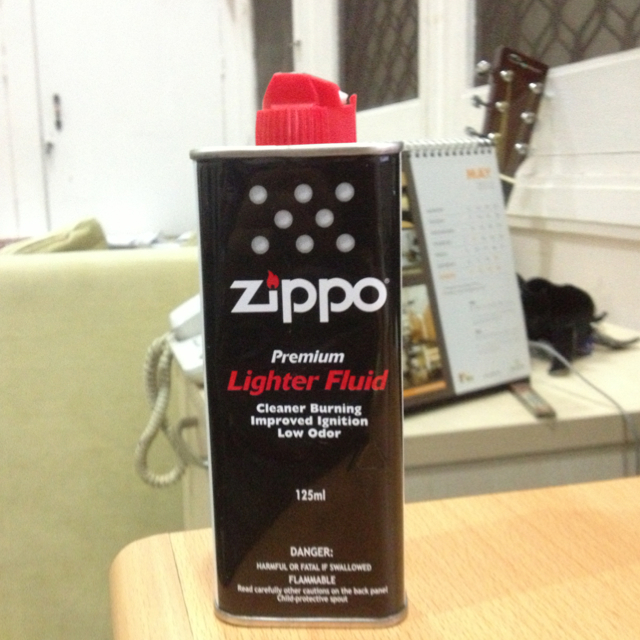 zippo®
Premium
Lighter Fluid
Cleaner Burning
Improved Ignition
Low Odor
125ml
DANGER:
HARMFUL OR FATAL IF SWALLOWED
FLAMMABLE
Read carefully other cautions on the back panel
Child-protective spout
MAY